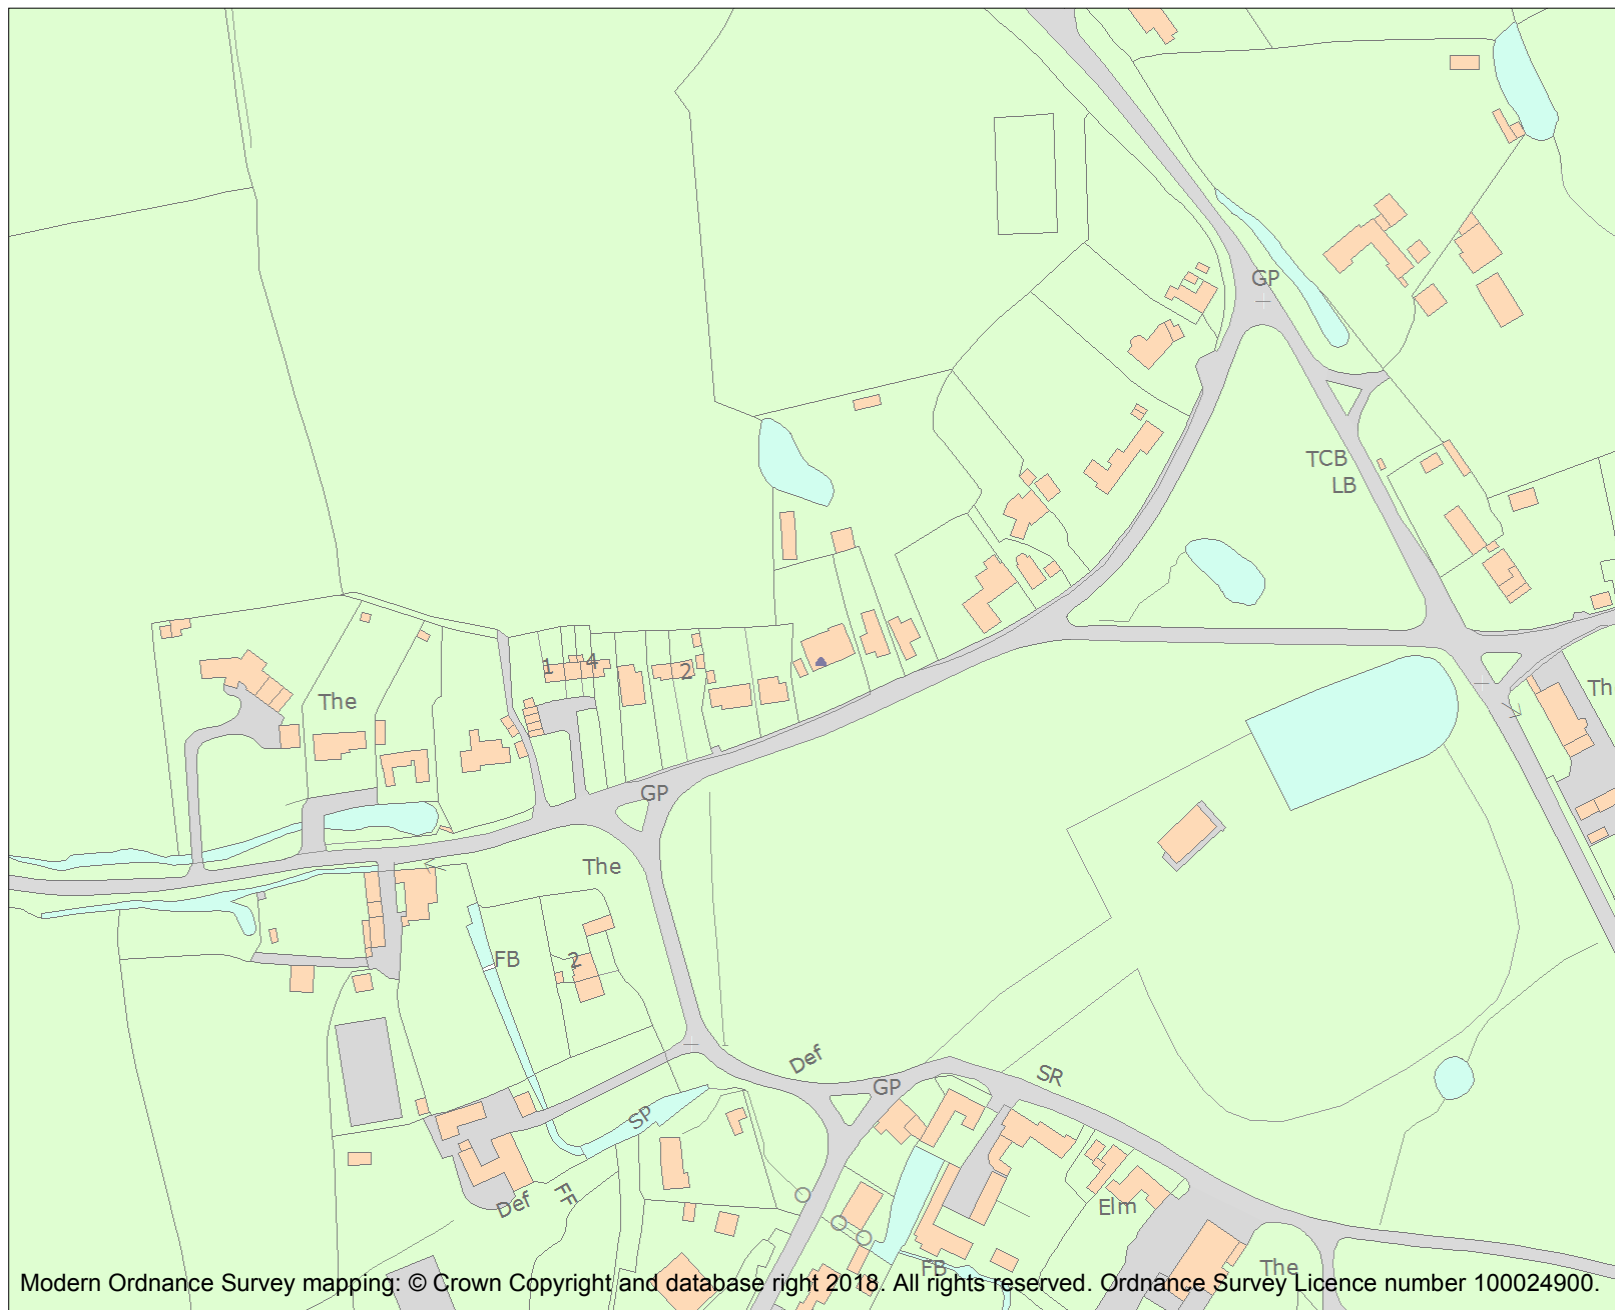 GP
TCB
LB
1
4
2
The
Th
GP
The
FB
2
Def
GP
SR
SP
Def
FF
Elm
FB
The
Modern Ordnance Survey mapping: © Crown Copyright and database right 2018. All rights reserved. Ordnance Survey Licence number 100024900.